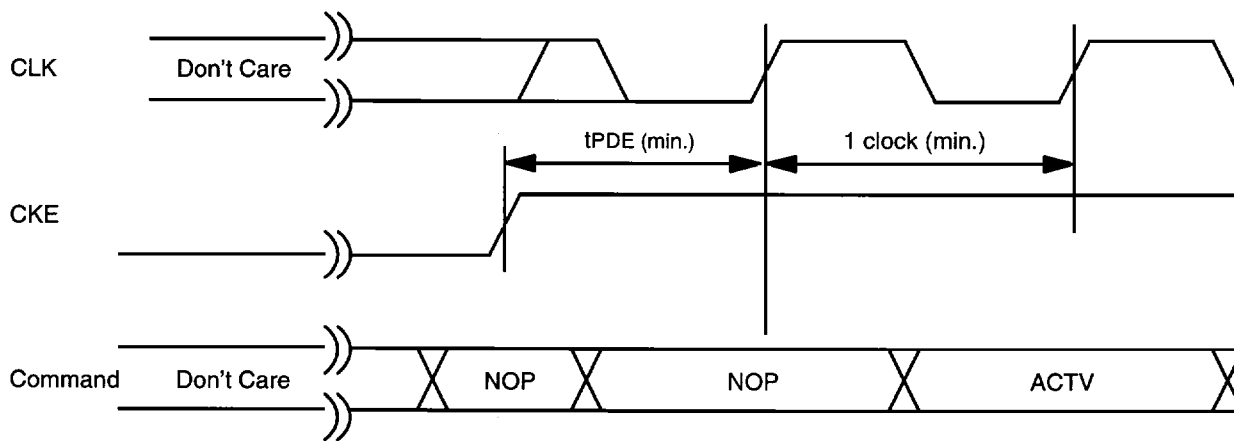 CLK
Don't Care
tPDE (min.)
1 clock (min.)
CKE
Command
Don't Care
NOP
NOP
ACTV